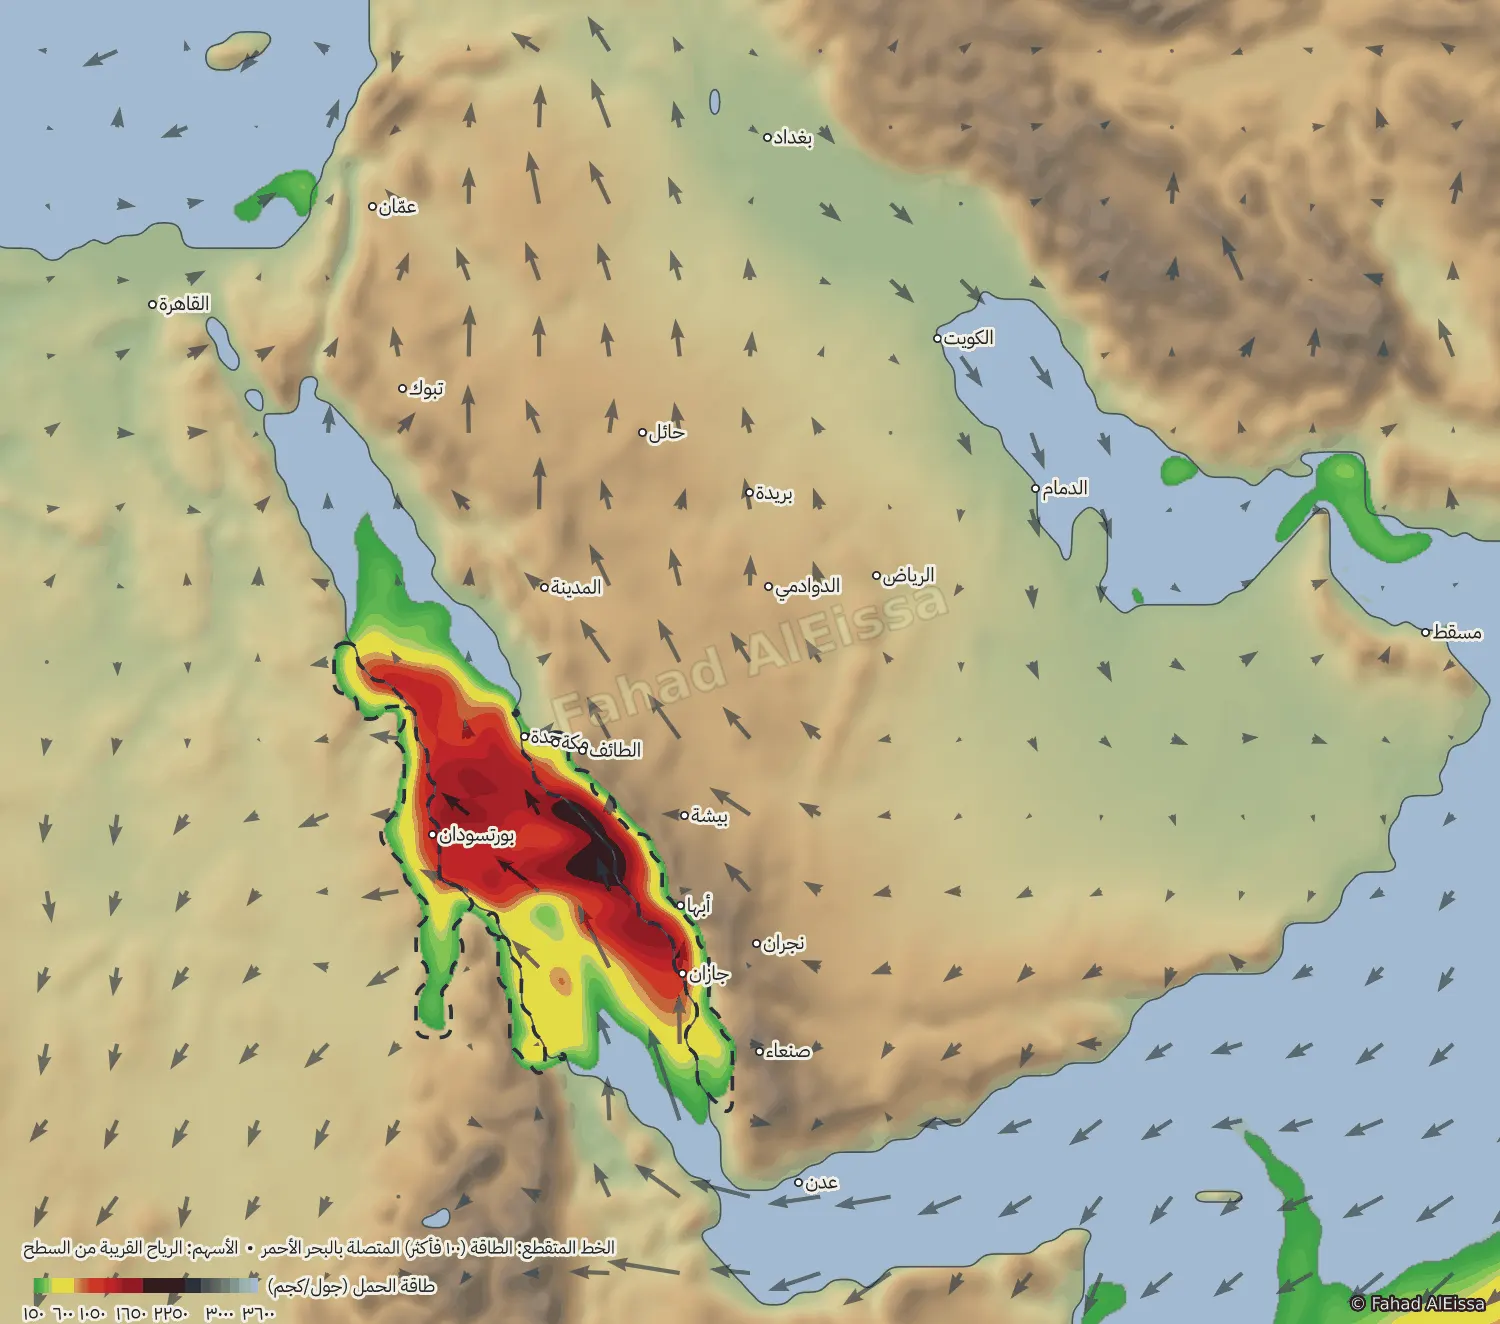 بغداد
عمّان
القاهرة
الكويت
تبوك
حائل
بريدة
الدمام
الرياض
الدوادمي
المدينة
مسقط
Fahad AlEissa
جدة
مكة
الطائف
بيشة
بورتسودان
أبها
نجران
جازان
صنعاء
عدن
الخط المتقطع: الطاقة (١٠٠ فأكثر) المتصلة بالبحر الأحمر • الأسهم: الرياح القريبة من السطح
طاقة الحمل (جول/كجم)
١٥٠ ٦٠٠ ١٠٥٠ ١٦٥٠ ٢٢٥٠ ٣٠٠٠ ٣٦٠٠
© Fahad AlEissa